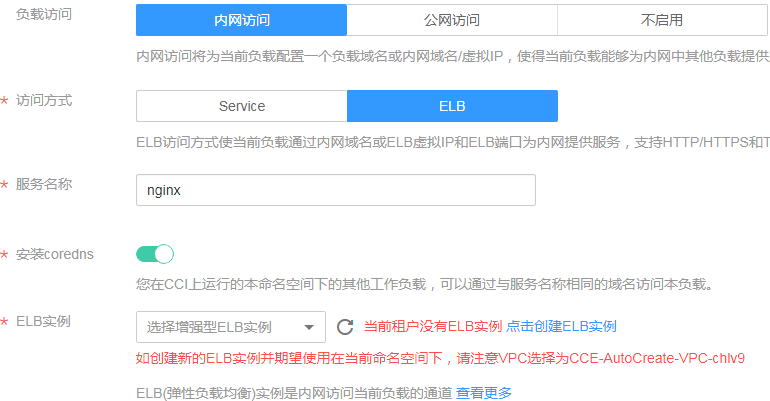 负载访问 内网访问 公网访问 不启用
内网访问将为当前负载配置一个负载域名或内网域名/虚拟IP，使得当前负载能够为内网中其他负载提供
* 访问方式 Service ELB
ELB访问方式使当前负载通过内网域名或ELB虚拟IP和ELB端口为内网提供服务，支持HTTP/HTTPS和T
* 服务名称 nginx
* 安装coredns
您在CCI上运行的本命名空间下的其他工作负载，可以通过与服务名称相同的域名访问本负载。
* ELB实例 选择增强型ELB实例 当前租户没有ELB实例 点击创建ELB实例
如创建新的ELB实例并期望使用在当前命名空间下，请注意VPC选择为CCE-AutoCreate-VPC-chlv9
ELB(弹性负载均衡)实例是内网访问当前负载的通道 查看更多